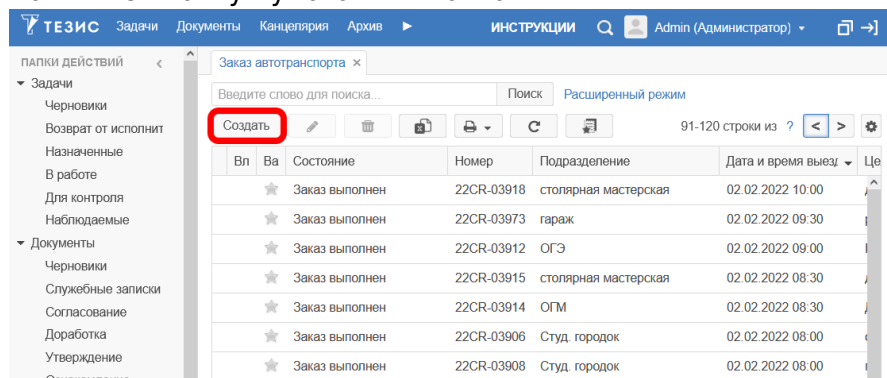 ТЕЗИС Задачи Документы Канцелярия Архив ИНСТРУКЦИИ Admin (Администратор)
ПАПКИ ДЕЙСТВИЙ
Заказ автотранспорта ×
Задачи
Введите слово для поиска... Поиск Расширенный режим
Черновики
Создать 91-120 строки из ? < >
Возврат от исполнит
Назначенные
Вл Ва Состояние Номер Подразделение Дата и время выезд Це
В работе
Заказ выполнен 22CR-03918 столярная мастерская 02.02.2022 10:00
Для контроля
Наблюдаемые
Заказ выполнен 22CR-03973 гараж 02.02.2022 09:30
Документы
Заказ выполнен 22CR-03912 ОГЭ 02.02.2022 09:00
Черновики
Заказ выполнен 22CR-03915 столярная мастерская 02.02.2022 08:30
Служебные записки
Согласование
Заказ выполнен 22CR-03914 ОГМ 02.02.2022 08:30
Доработка
Заказ выполнен 22CR-03906 Студ. городок 02.02.2022 08:00
Утверждение
Заказ выполнен 22CR-03908 Студ. городок 02.02.2022 08:00